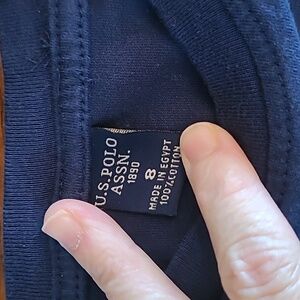 U.S. POLO
ASSN.
1890
8
MADE IN EGYPT
100% COTTON